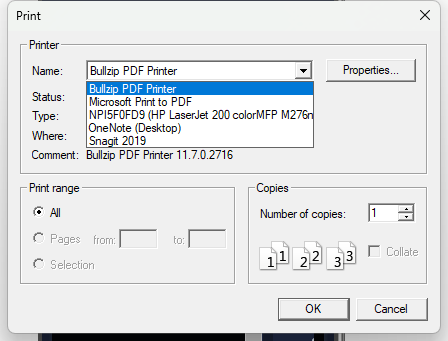 Print
Printer
Name: Bullzip PDF Printer Properties...
Bullzip PDF Printer
Status: Microsoft Print to PDF
Type: NPI5F0FD9 (HP LaserJet 200 colorMFP M276n
OneNote (Desktop)
Where: Snagit 2019
Comment: Bullzip PDF Printer 11.7.0.2716
Print range
All
Pages from: to:
Selection
Copies
Number of copies: 1
1 1 2 2 3 3 Collate
OK Cancel